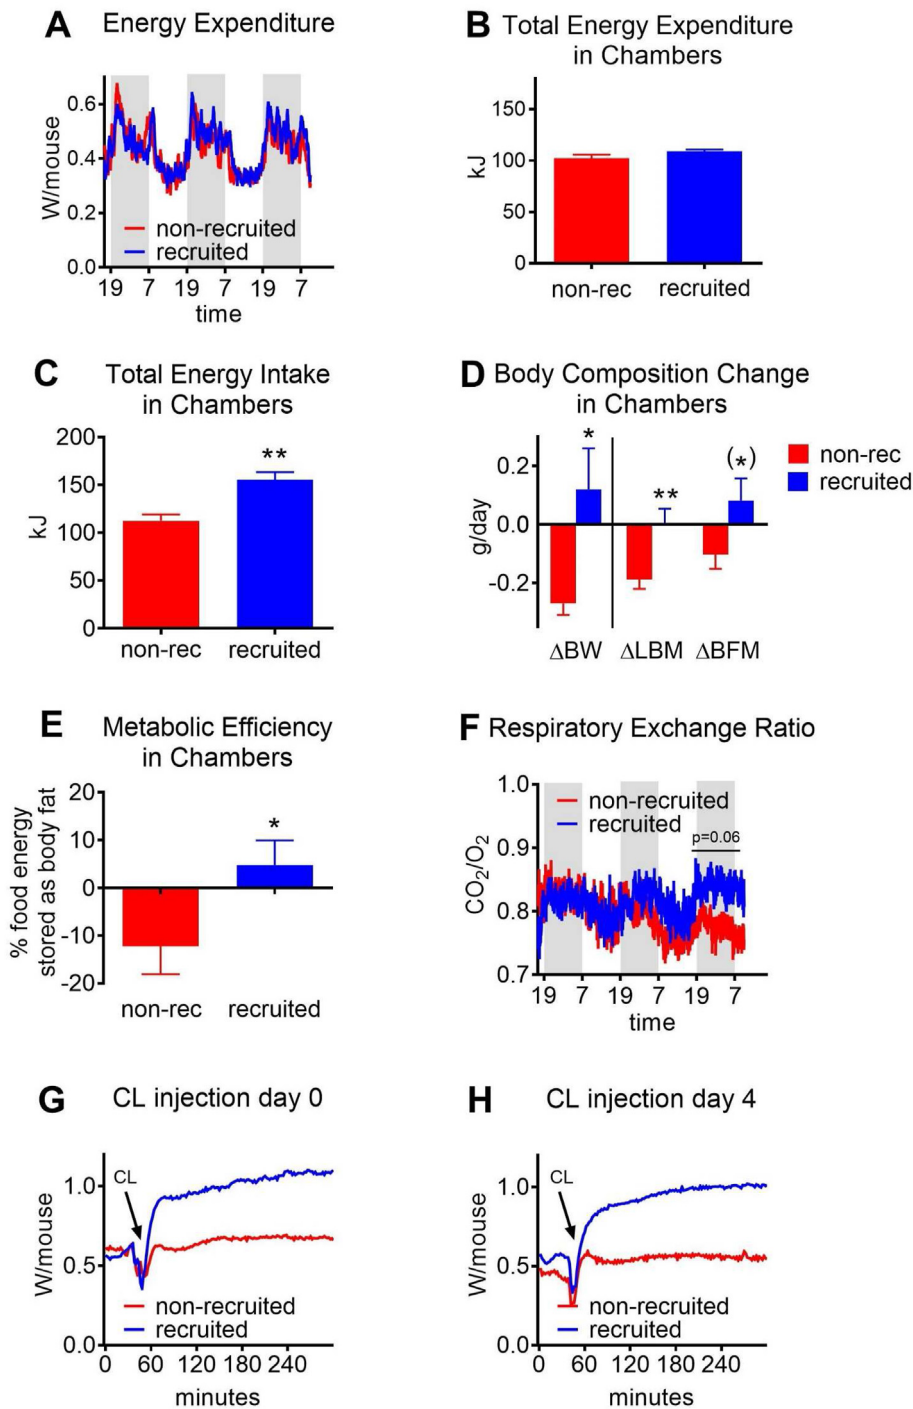 A Energy Expenditure
W/mouse
0.6
0.4
0.2
0.0
non-recruited
recruited
19 7 19 7 19 7
time
B Total Energy Expenditure
in Chambers
kJ
150
100
50
0
non-rec recruited
C Total Energy Intake
in Chambers
kJ
200
150
100
50
0
**
non-rec recruited
D Body Composition Change
in Chambers
g/day
0.2
0.0
-0.2
* ** (*)
non-rec
recruited
ΔBW ΔLBM ΔBFM
E Metabolic Efficiency
in Chambers
% food energy
stored as body fat
20
10
0
-10
-20
*
non-rec recruited
F Respiratory Exchange Ratio
CO₂/O₂
1.0
0.9
0.8
0.7
non-recruited
recruited
p=0.06
19 7 19 7 19 7
time
G CL injection day 0
W/mouse
1.0
0.5
0.0
CL
non-recruited
recruited
0 60 120 180 240
minutes
H CL injection day 4
W/mouse
1.0
0.5
0.0
CL
non-recruited
recruited
0 60 120 180 240
minutes